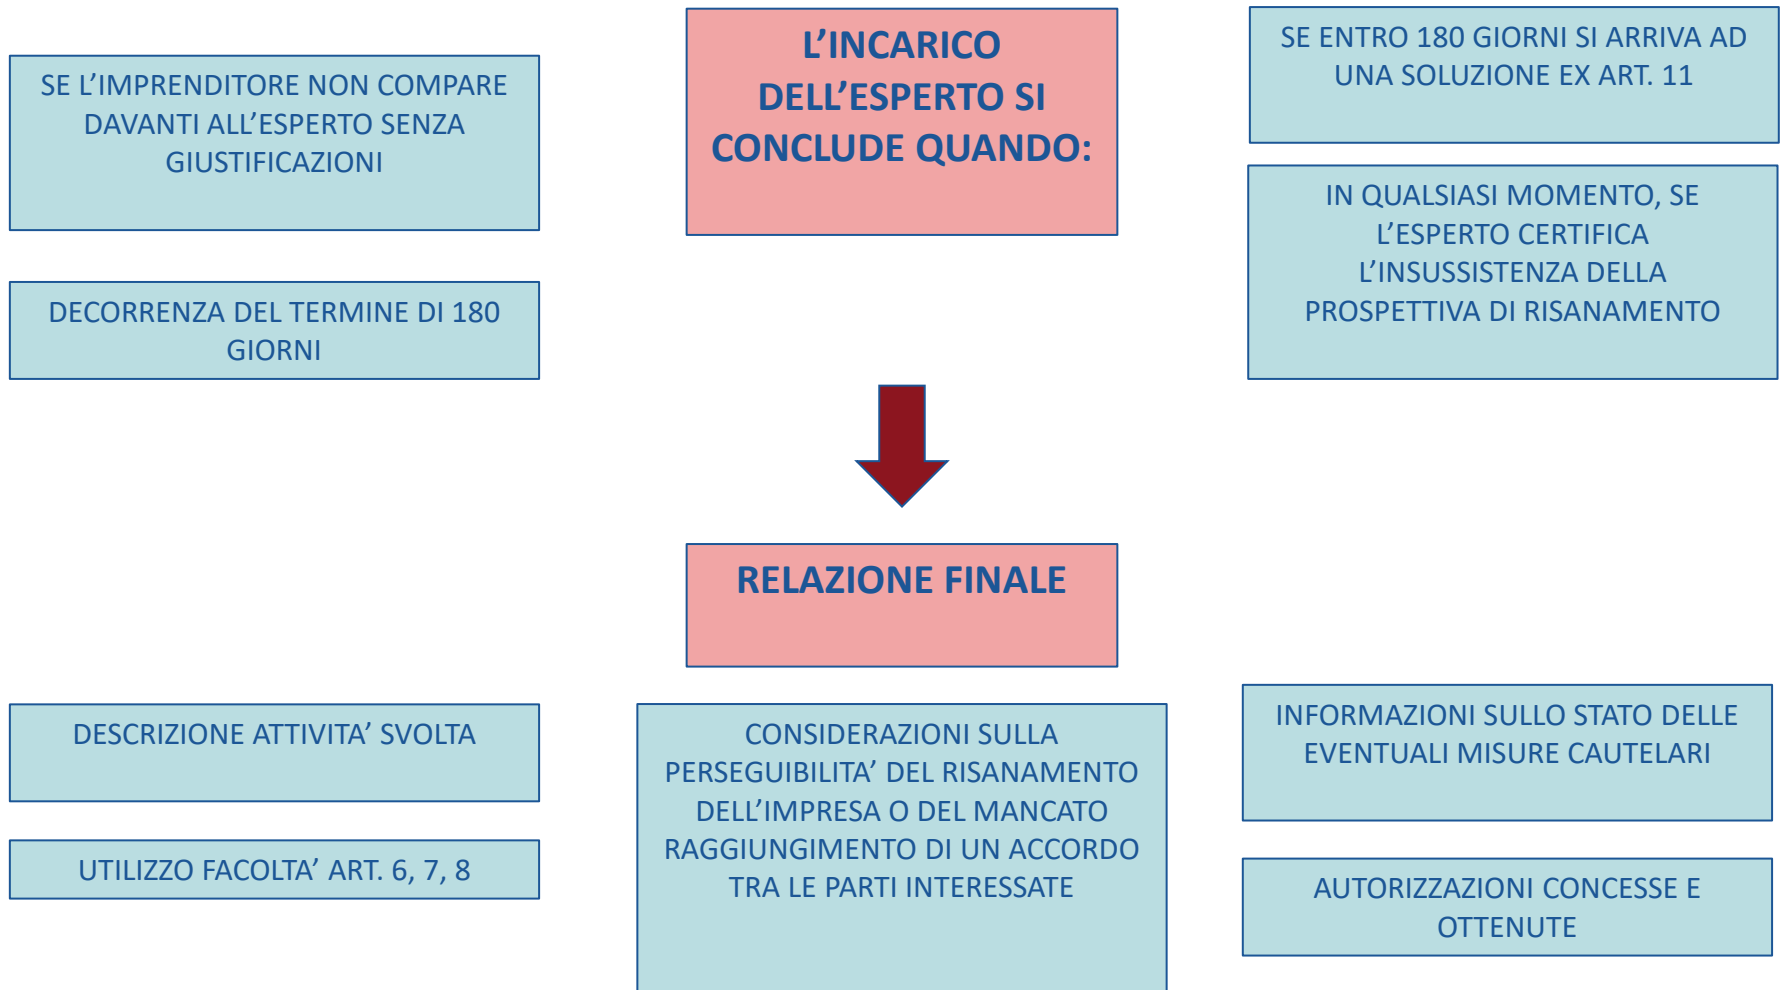 L’INCARICO
DELL’ESPERTO SI
CONCLUDE QUANDO:
SE L’IMPRENDITORE NON COMPARE
DAVANTI ALL’ESPERTO SENZA
GIUSTIFICAZIONI
DECORRENZA DEL TERMINE DI 180
GIORNI
SE ENTRO 180 GIORNI SI ARRIVA AD
UNA SOLUZIONE EX ART. 11
IN QUALSIASI MOMENTO, SE
L’ESPERTO CERTIFICA
L’INSUSSISTENZA DELLA
PROSPETTIVA DI RISANAMENTO
RELAZIONE FINALE
DESCRIZIONE ATTIVITA’ SVOLTA
UTILIZZO FACOLTA’ ART. 6, 7, 8
CONSIDERAZIONI SULLA
PERSEGUIBILITA’ DEL RISANAMENTO
DELL’IMPRESA O DEL MANCATO
RAGGIUNGIMENTO DI UN ACCORDO
TRA LE PARTI INTERESSATE
INFORMAZIONI SULLO STATO DELLE
EVENTUALI MISURE CAUTELARI
AUTORIZZAZIONI CONCESSE E
OTTENUTE